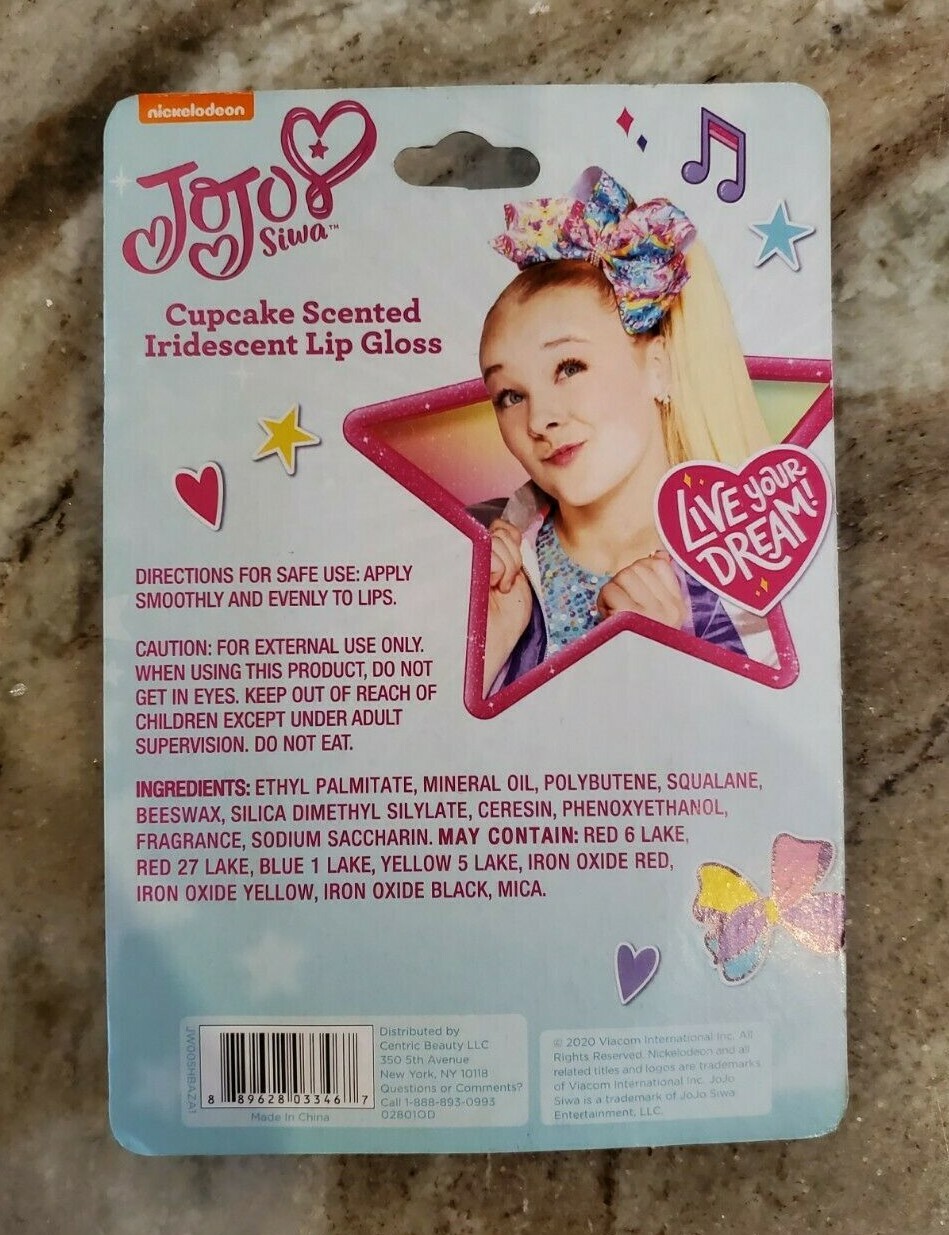 nickelodeon
JoJo
Siwa™
Cupcake Scented
Iridescent Lip Gloss
LIVE YOUR
DREAM!
DIRECTIONS FOR SAFE USE: APPLY
SMOOTHLY AND EVENLY TO LIPS.
CAUTION: FOR EXTERNAL USE ONLY.
WHEN USING THIS PRODUCT, DO NOT
GET IN EYES. KEEP OUT OF REACH OF
CHILDREN EXCEPT UNDER ADULT
SUPERVISION. DO NOT EAT.
INGREDIENTS: ETHYL PALMITATE, MINERAL OIL, POLYBUTENE, SQUALANE,
BEESWAX, SILICA DIMETHYL SILYLATE, CERESIN, PHENOXYETHANOL,
FRAGRANCE, SODIUM SACCHARIN. MAY CONTAIN: RED 6 LAKE,
RED 27 LAKE, BLUE 1 LAKE, YELLOW 5 LAKE, IRON OXIDE RED,
IRON OXIDE YELLOW, IRON OXIDE BLACK, MICA.
JW005HBAZA1
8 89628 03346 7
Made in China
Distributed by
Centric Beauty LLC
350 5th Avenue
New York, NY 10118
Questions or Comments?
Call 1-888-893-0993
02801OD
© 2020 Viacom International Inc. All
Rights Reserved. Nickelodeon and all
related titles and logos are trademarks
of Viacom International Inc. JoJo
Siwa is a trademark of JoJo Siwa
Entertainment, LLC.